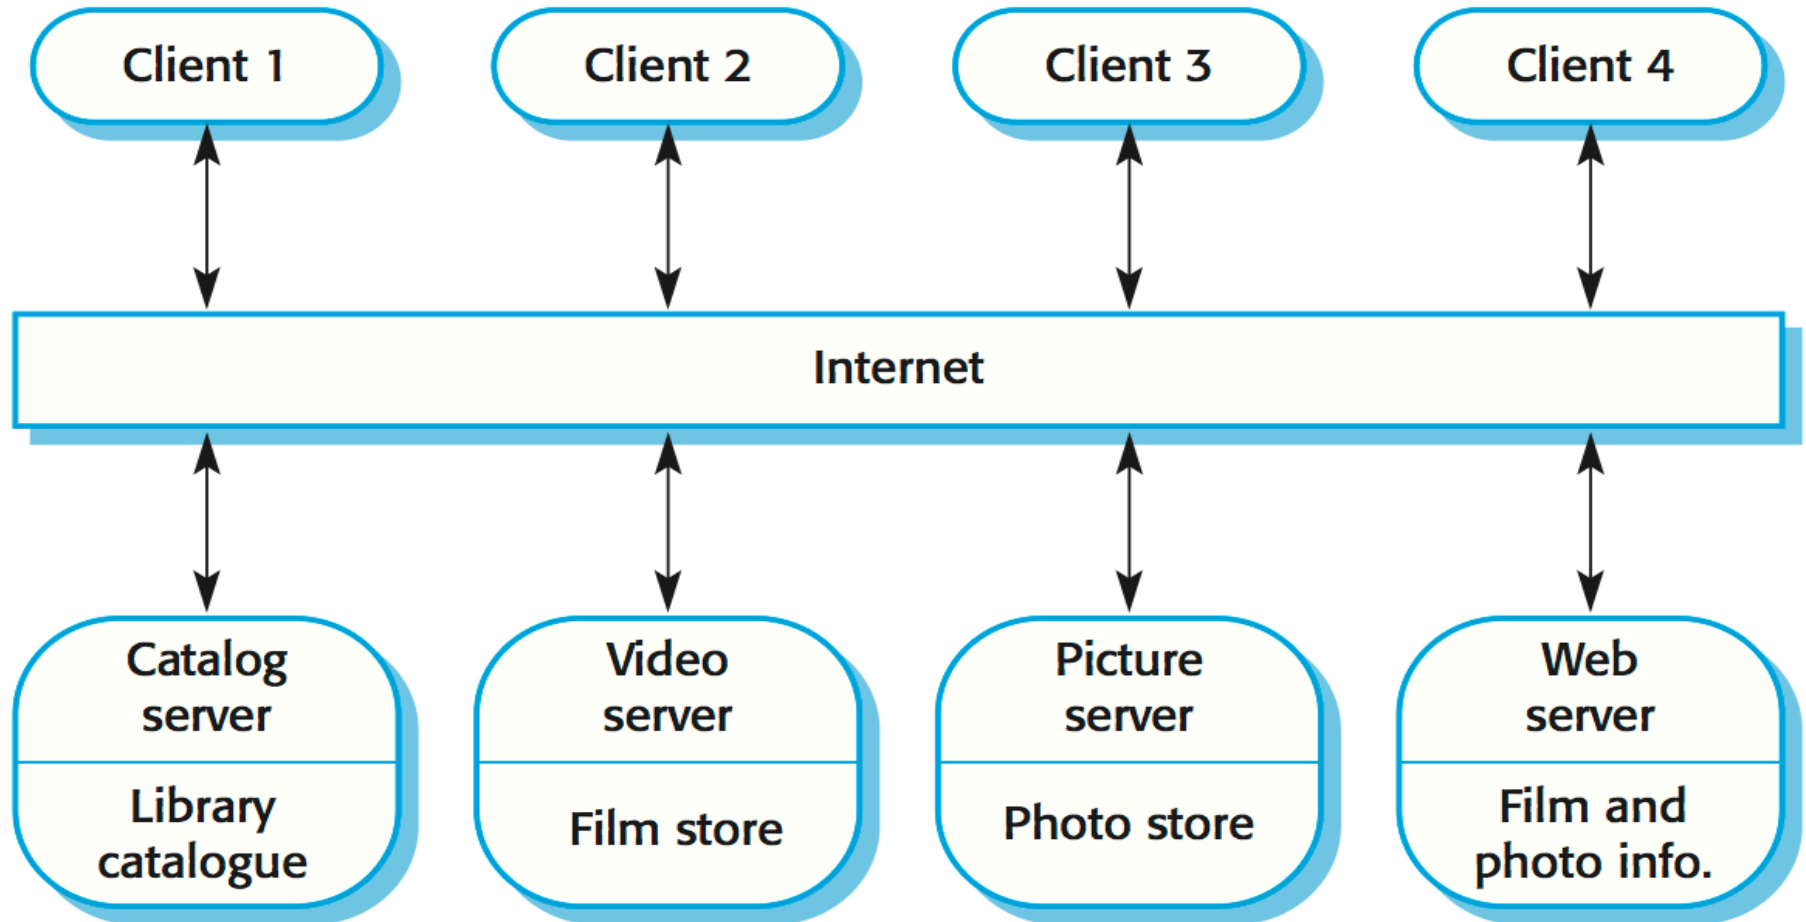 Client 1
Client 2
Client 3
Client 4
Internet
Catalog
server
Library
catalogue
Video
server
Film store
Picture
server
Photo store
Web
server
Film and
photo info.